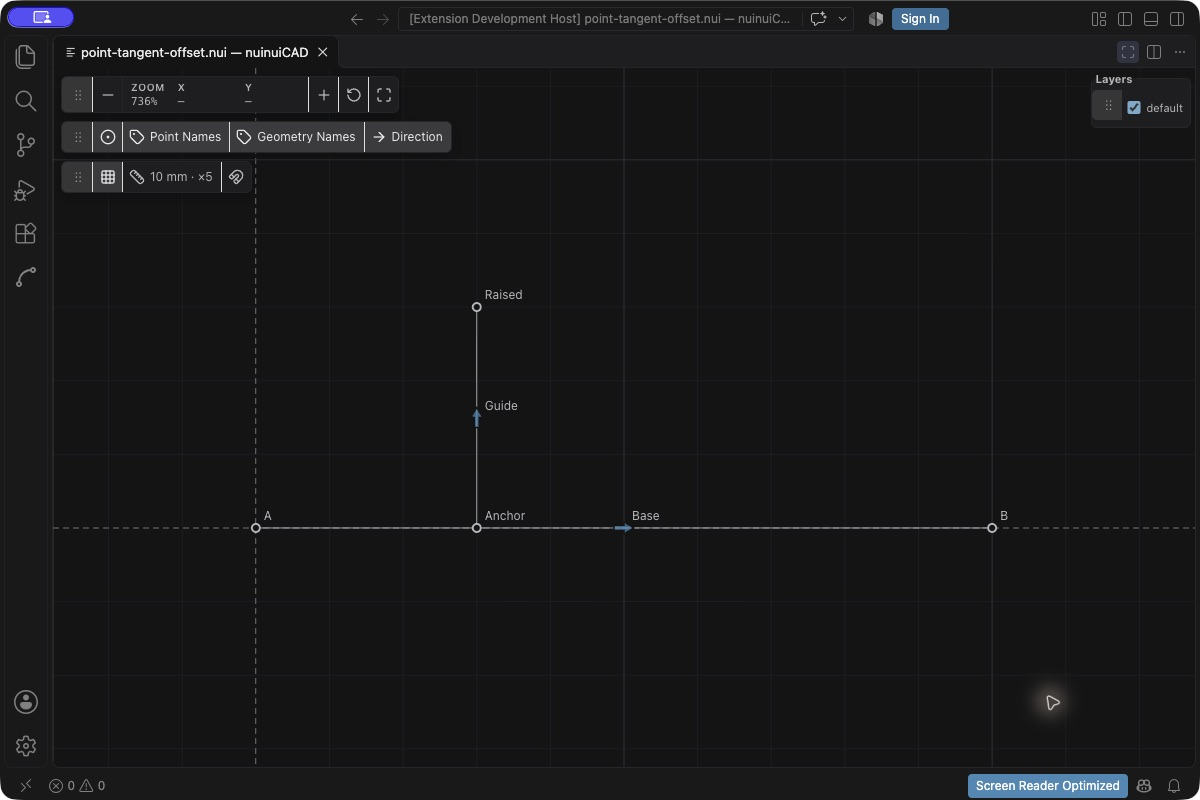 [Extension Development Host] point-tangent-offset.nui — nuinuiC...
Sign In
point-tangent-offset.nui — nuinuiCAD
ZOOM X Y
736% – –
Layers
default
Point Names Geometry Names Direction
10 mm · ×5
Raised
Guide
A Anchor Base B
0 0
Screen Reader Optimized